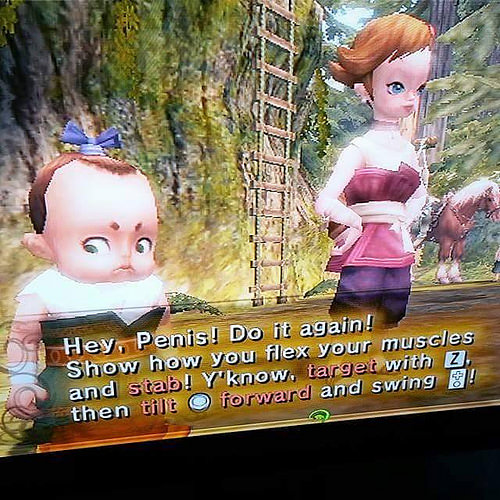 Hey, Penis! Do it again!
Show how you flex your muscles
and stab! Y'know, target with Z,
then tilt forward and swing !